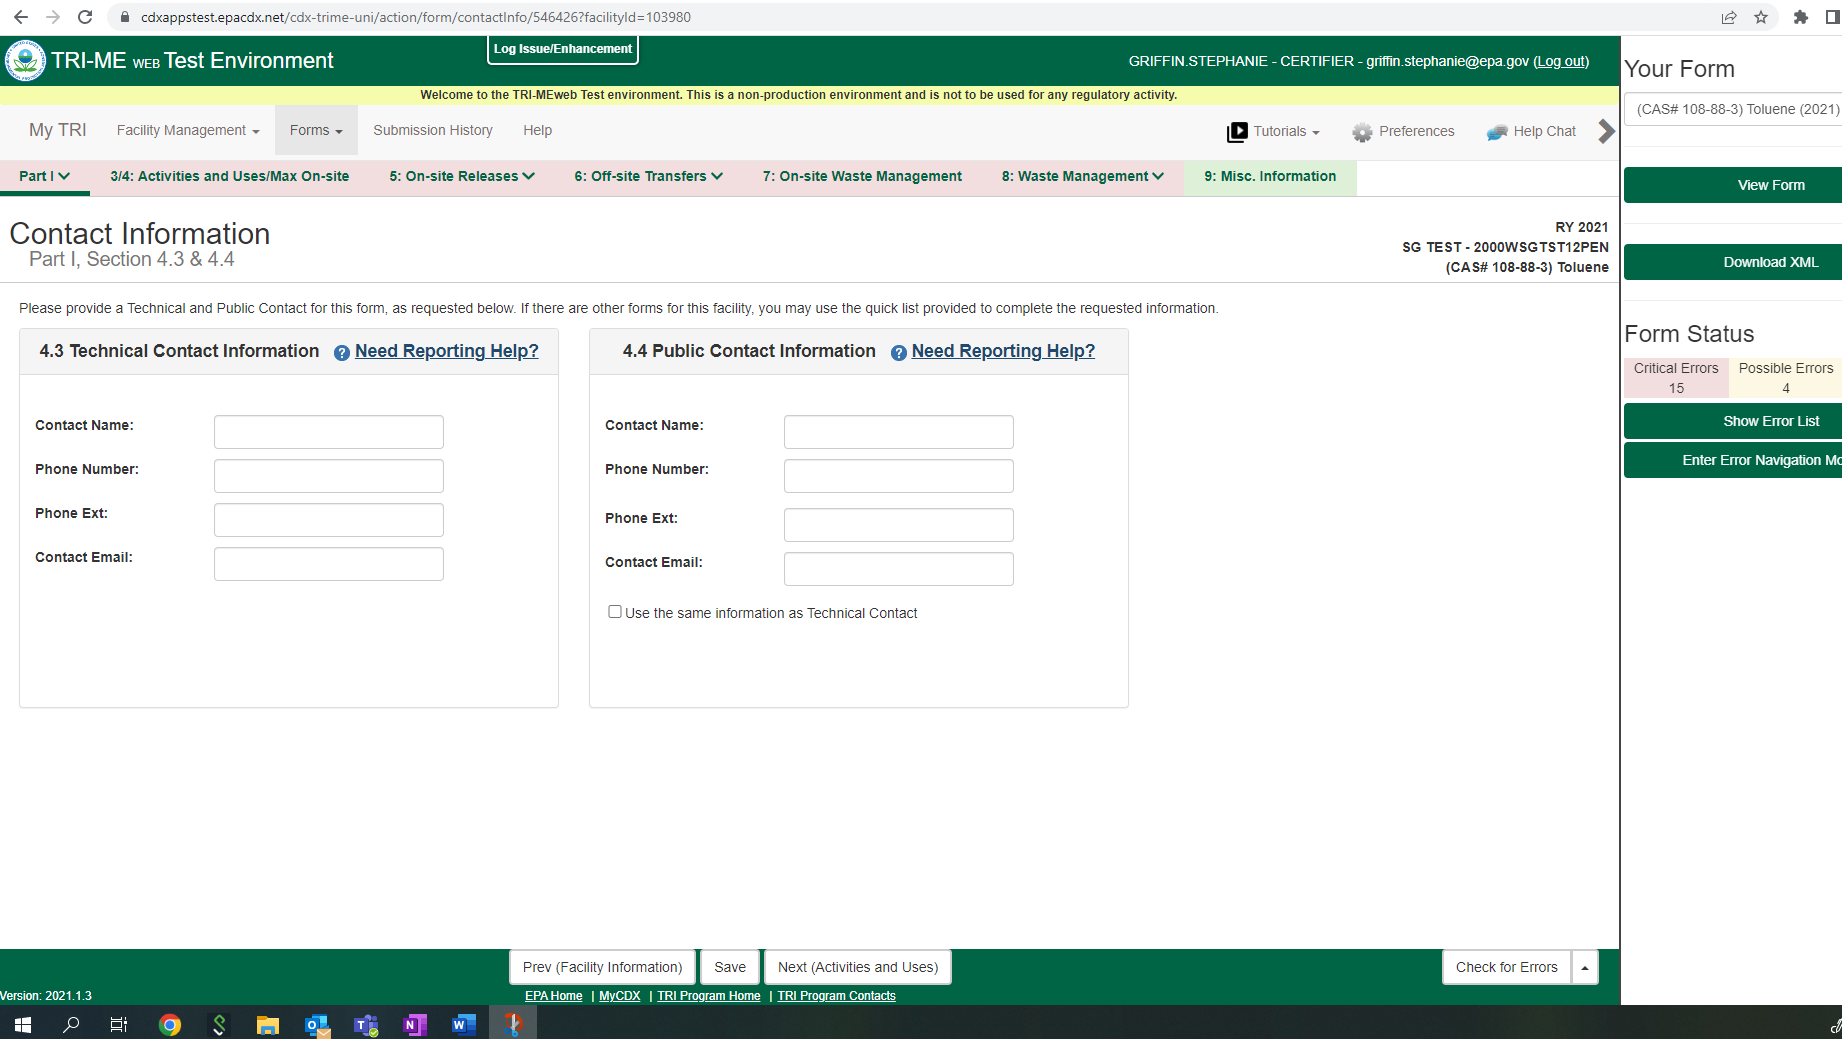 cdxappstest.epacdx.net/cdx-trime-uni/action/form/contactInfo/546426?facilityId=103980
TRI-ME WEB Test Environment
Log Issue/Enhancement
GRIFFIN.STEPHANIE - CERTIFIER - griffin.stephanie@epa.gov (Log out)
Welcome to the TRI-MEweb Test environment. This is a non-production environment and is not to be used for any regulatory activity.
My TRI Facility Management Forms Submission History Help Tutorials Preferences Help Chat
Part I 3/4: Activities and Uses/Max On-site 5: On-site Releases 6: Off-site Transfers 7: On-site Waste Management 8: Waste Management 9: Misc. Information
Contact Information
Part I, Section 4.3 & 4.4
RY 2021
SG TEST - 2000WSGTST12PEN
(CAS# 108-88-3) Toluene
Please provide a Technical and Public Contact for this form, as requested below. If there are other forms for this facility, you may use the quick list provided to complete the requested information.
4.3 Technical Contact Information ? Need Reporting Help?
Contact Name:
Phone Number:
Phone Ext:
Contact Email:
4.4 Public Contact Information ? Need Reporting Help?
Contact Name:
Phone Number:
Phone Ext:
Contact Email:
Use the same information as Technical Contact
Your Form
(CAS# 108-88-3) Toluene (2021)
View Form
Download XML
Form Status
Critical Errors
15
Possible Errors
4
Show Error List
Enter Error Navigation Mo
Prev (Facility Information) Save Next (Activities and Uses) Check for Errors
Version: 2021.1.3
EPA Home | MyCDX | TRI Program Home | TRI Program Contacts